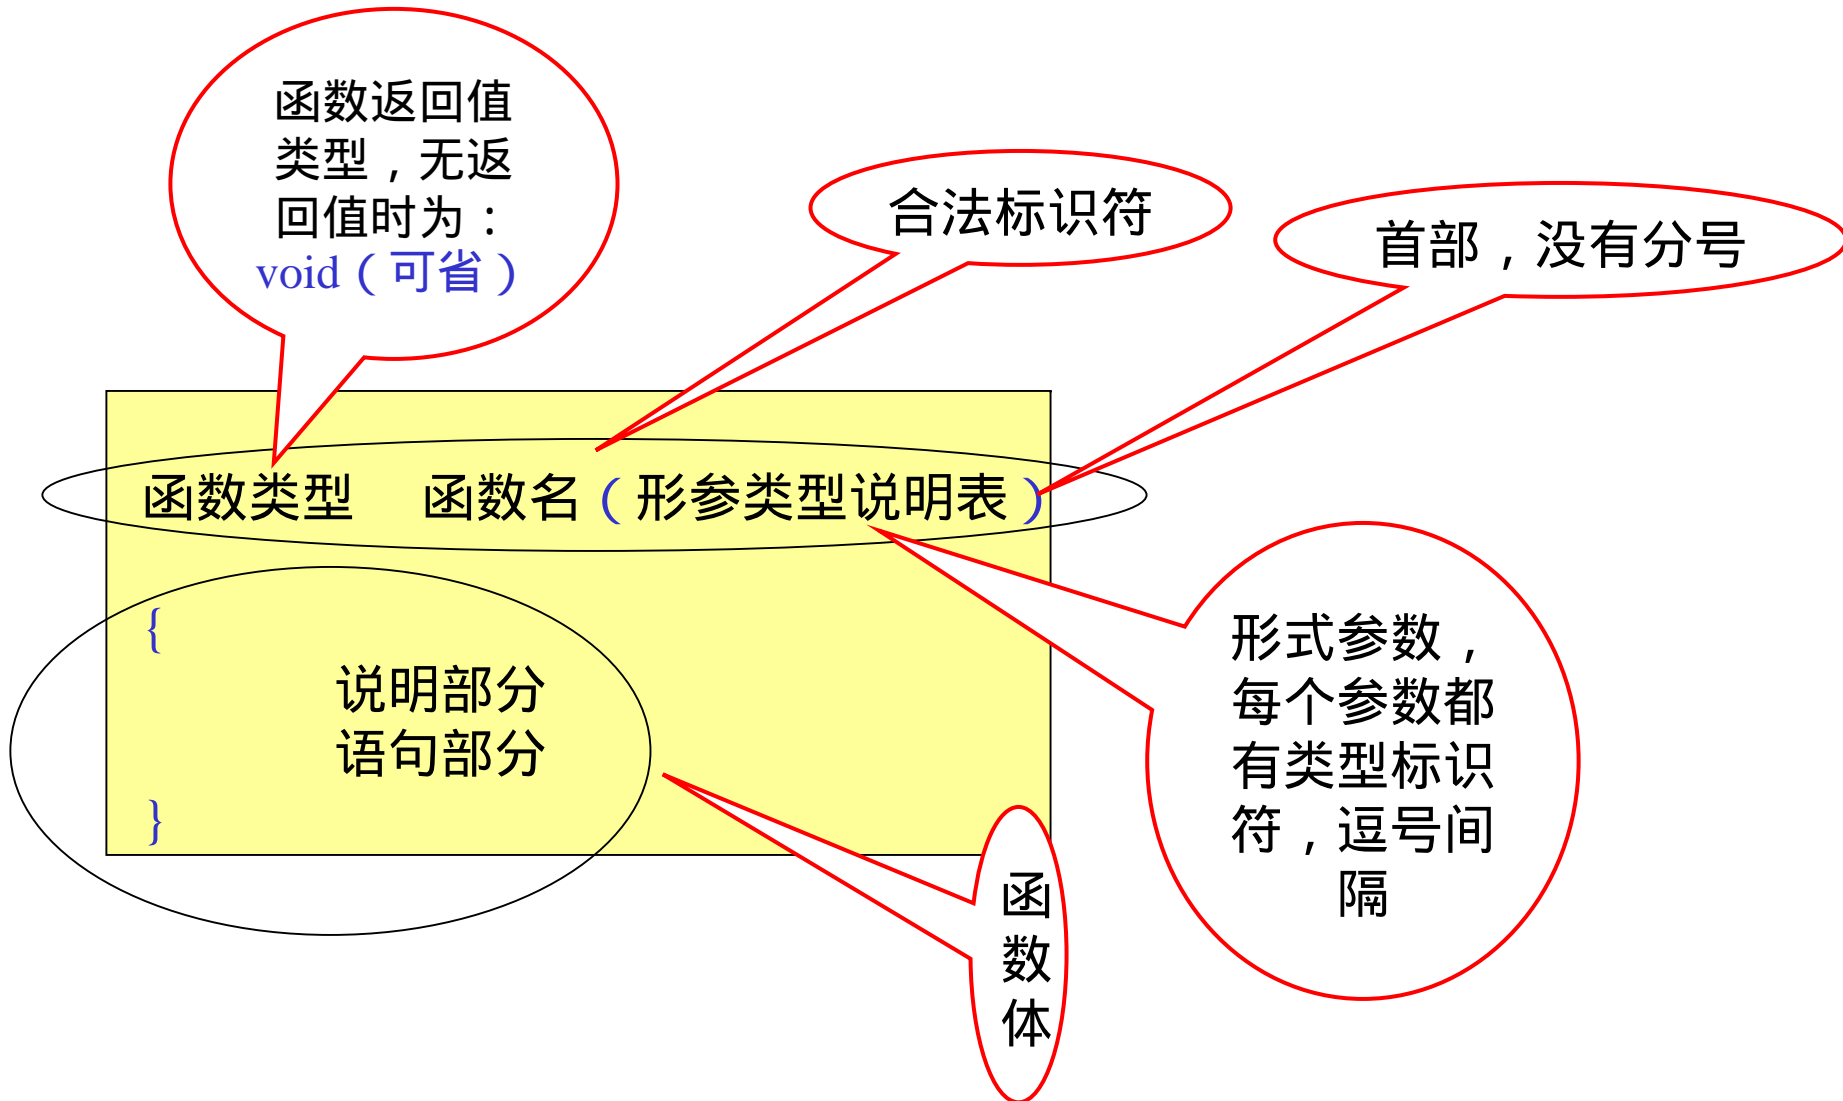 函数返回值
类型，无返
回值时为：
void（可省）
合法标识符
首部，没有分号
函数类型 函数名（形参类型说明表）
{
说明部分
语句部分
}
形式参数，
每个参数都
有类型标识
符，逗号间
隔
函
数
体